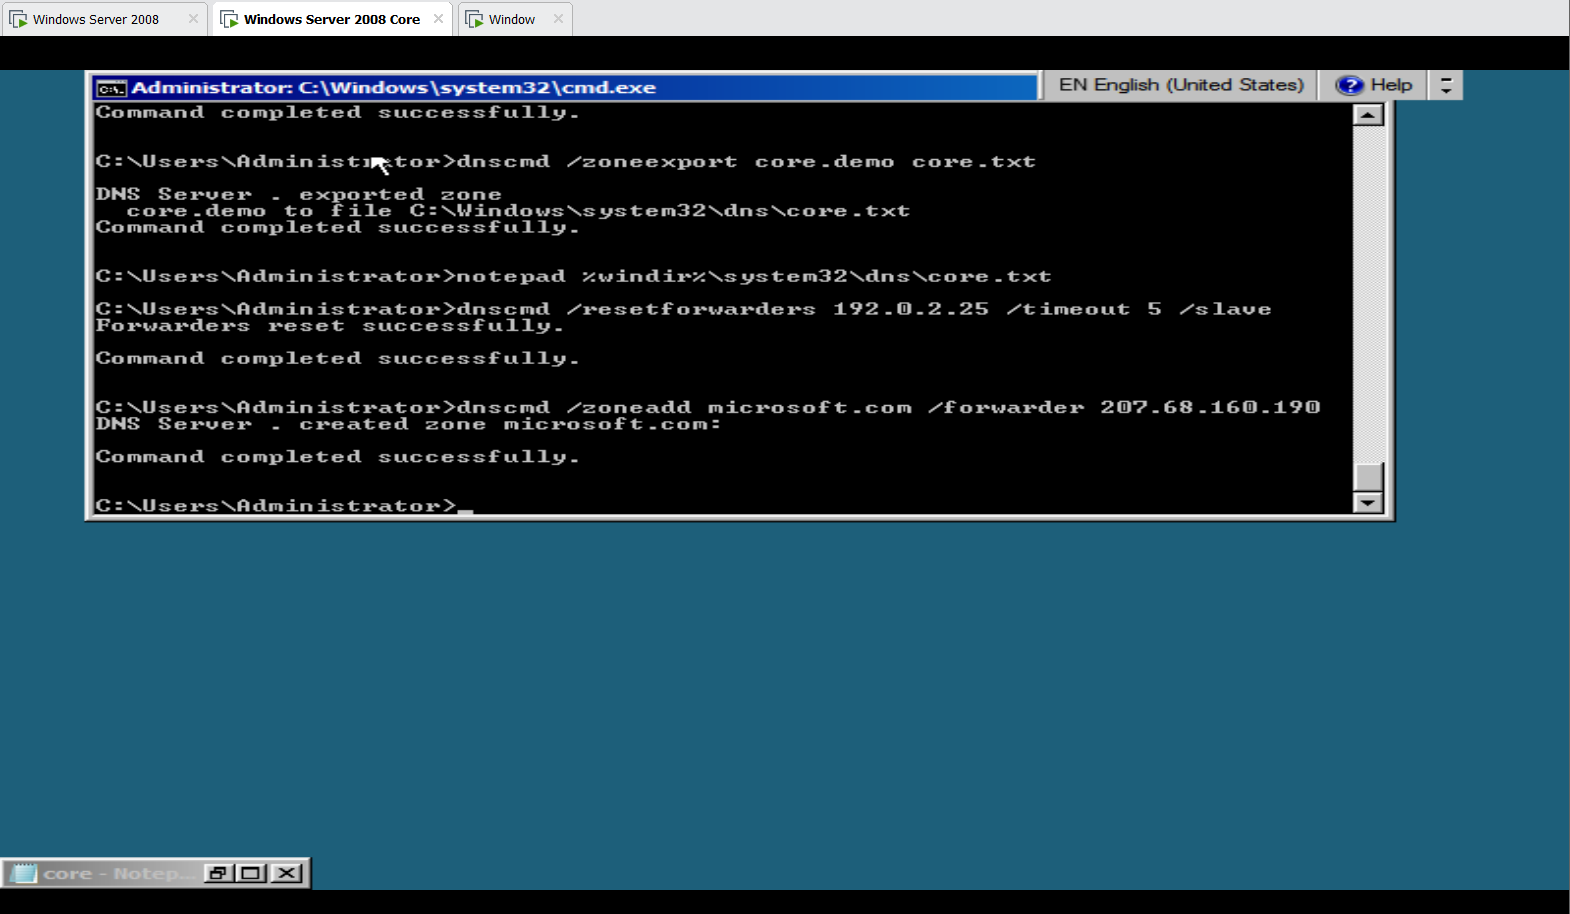 Windows Server 2008
Windows Server 2008 Core
Window
Administrator: C:\Windows\system32\cmd.exe
EN English (United States)
Help
Command completed successfully.
C:\Users\Administrator>dnscmd /zoneexport core.demo core.txt
DNS Server . exported zone
core.demo to file C:\Windows\system32\dns\core.txt
Command completed successfully.
C:\Users\Administrator>notepad %windir%\system32\dns\core.txt
C:\Users\Administrator>dnscmd /resetforwarders 192.0.2.25 /timeout 5 /slave
Forwarders reset successfully.
Command completed successfully.
C:\Users\Administrator>dnscmd /zoneadd microsoft.com /forwarder 207.68.160.190
DNS Server . created zone microsoft.com:
Command completed successfully.
C:\Users\Administrator>_
core - Notep...